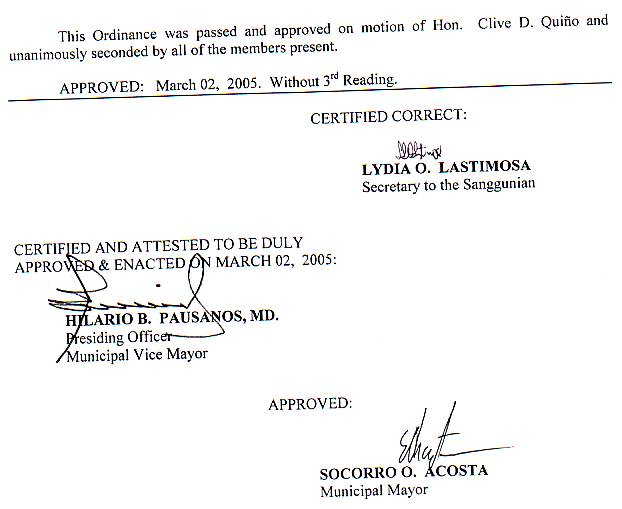 This Ordinance was passed and approved on motion of Hon. Clive D. Quiño and
unanimously seconded by all of the members present.
APPROVED: March 02, 2005. Without 3rd Reading.
CERTIFIED CORRECT:
LYDIA O. LASTIMOSA
Secretary to the Sanggunian
CERTIFIED AND ATTESTED TO BE DULY
APPROVED & ENACTED ON MARCH 02, 2005:
HILARIO B. PAUSANOS, MD.
Presiding Officer
Municipal Vice Mayor
APPROVED:
SOCORRO O. ACOSTA
Municipal Mayor